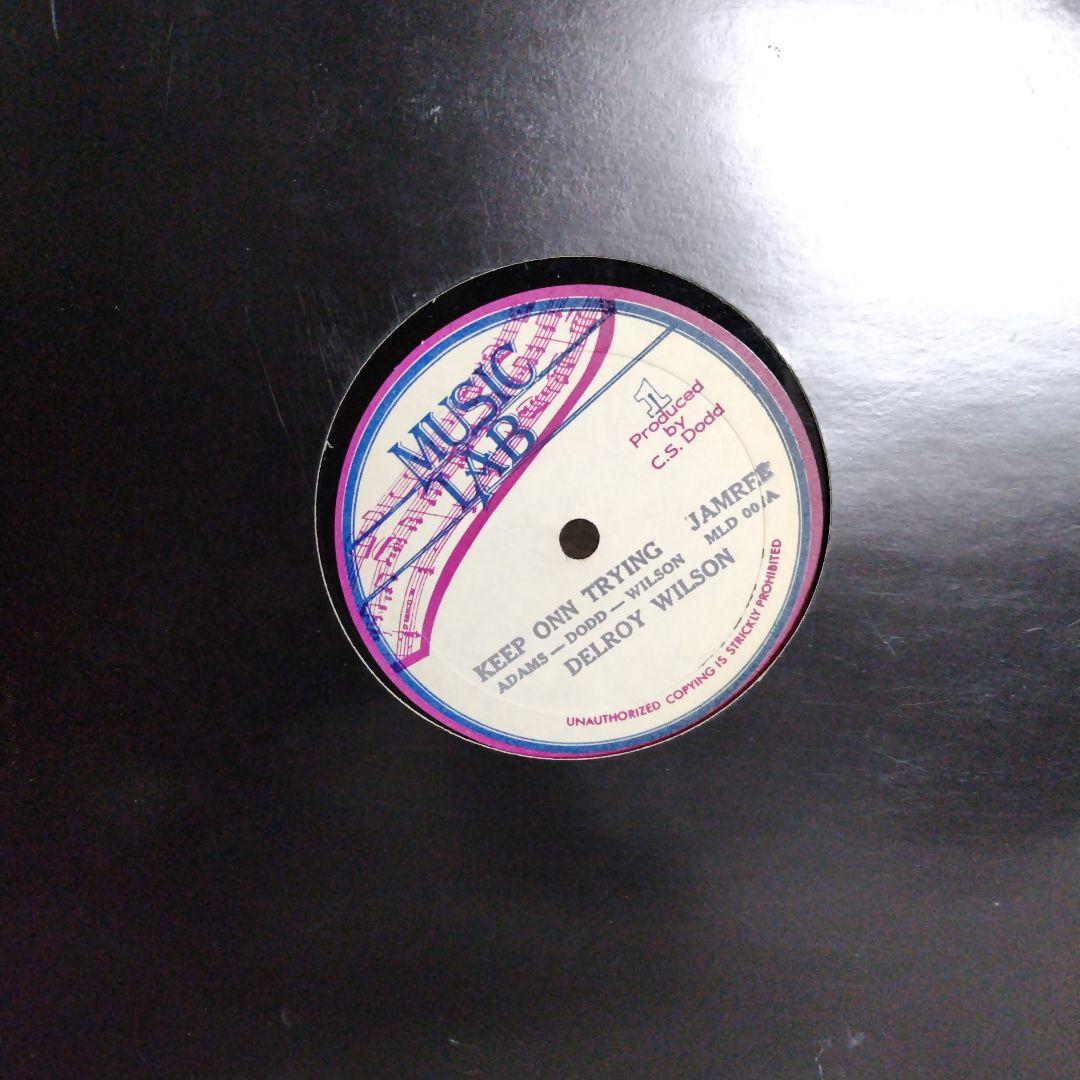 MUSIC
LAB
1
Produced
by
C.S. Dodd
JAMREC
MLD 00/A
KEEP ONN TRYING
ADAMS — DODD — WILSON
DELROY WILSON
UNAUTHORIZED COPYING IS STRICKLY PROHIBITED